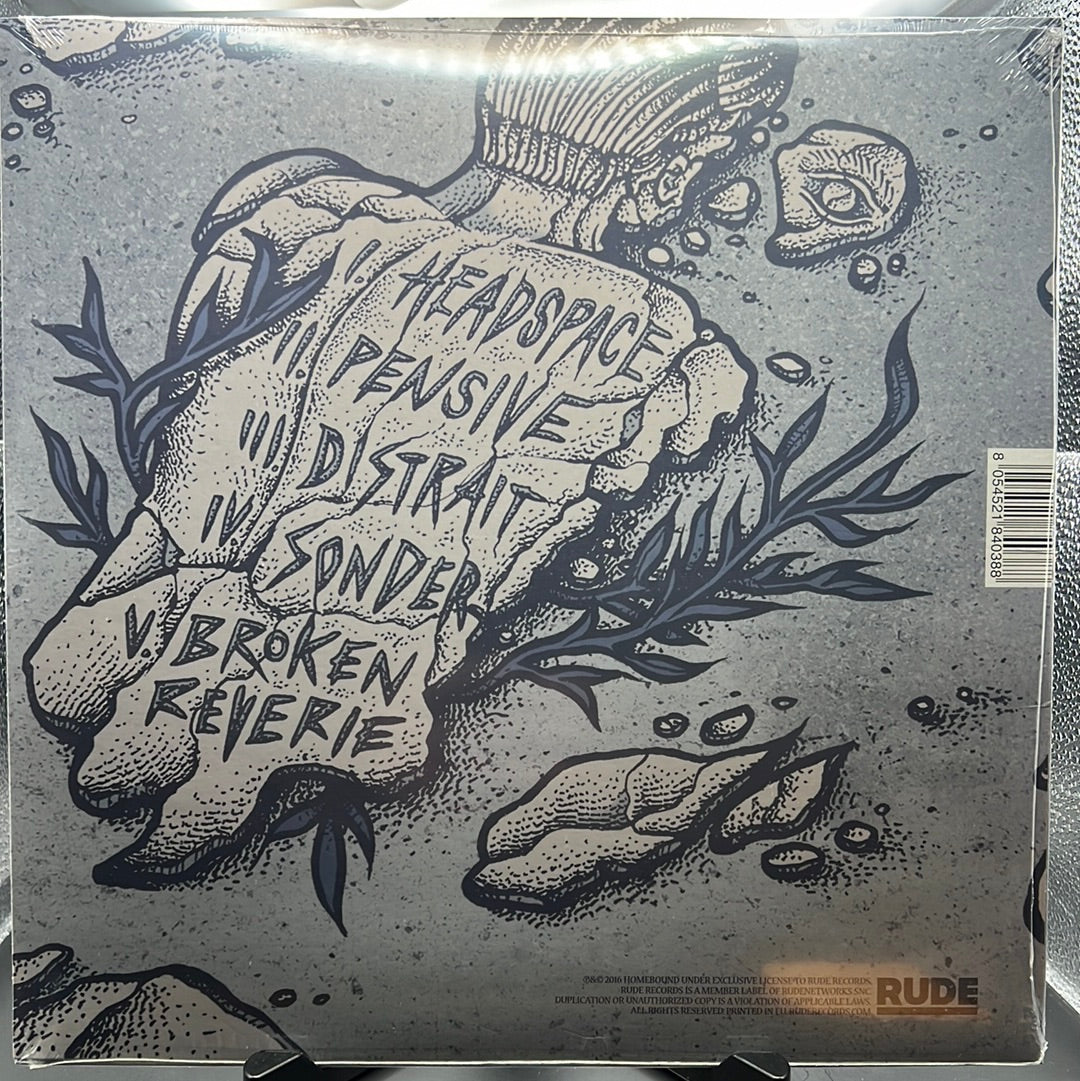 I HEADSPACE
II PENSIVE
III DISTRAIT
IV SONDER
V BROKEN
REVERIE
8 054521 840388
℗&© 2016 HOMEBOUND UNDER EXCLUSIVE LICENSE TO RUDE RECORDS.
RUDE RECORDS IS A MEMBER LABEL OF RUDENETWORKS SNC.
DUPLICATION OR UNAUTHORIZED COPY IS A VIOLATION OF APPLICABLE LAWS.
ALL RIGHTS RESERVED. PRINTED IN EU. RUDERECORDS.COM.
RUDE